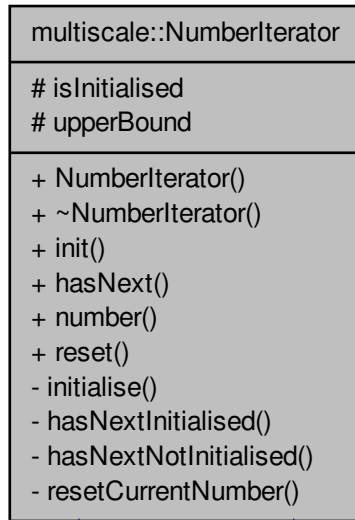 multiscale::NumberIterator
# isInitialised
# upperBound
+ NumberIterator()
+ ~NumberIterator()
+ init()
+ hasNext()
+ number()
+ reset()
- initialise()
- hasNextInitialised()
- hasNextNotInitialised()
- resetCurrentNumber()